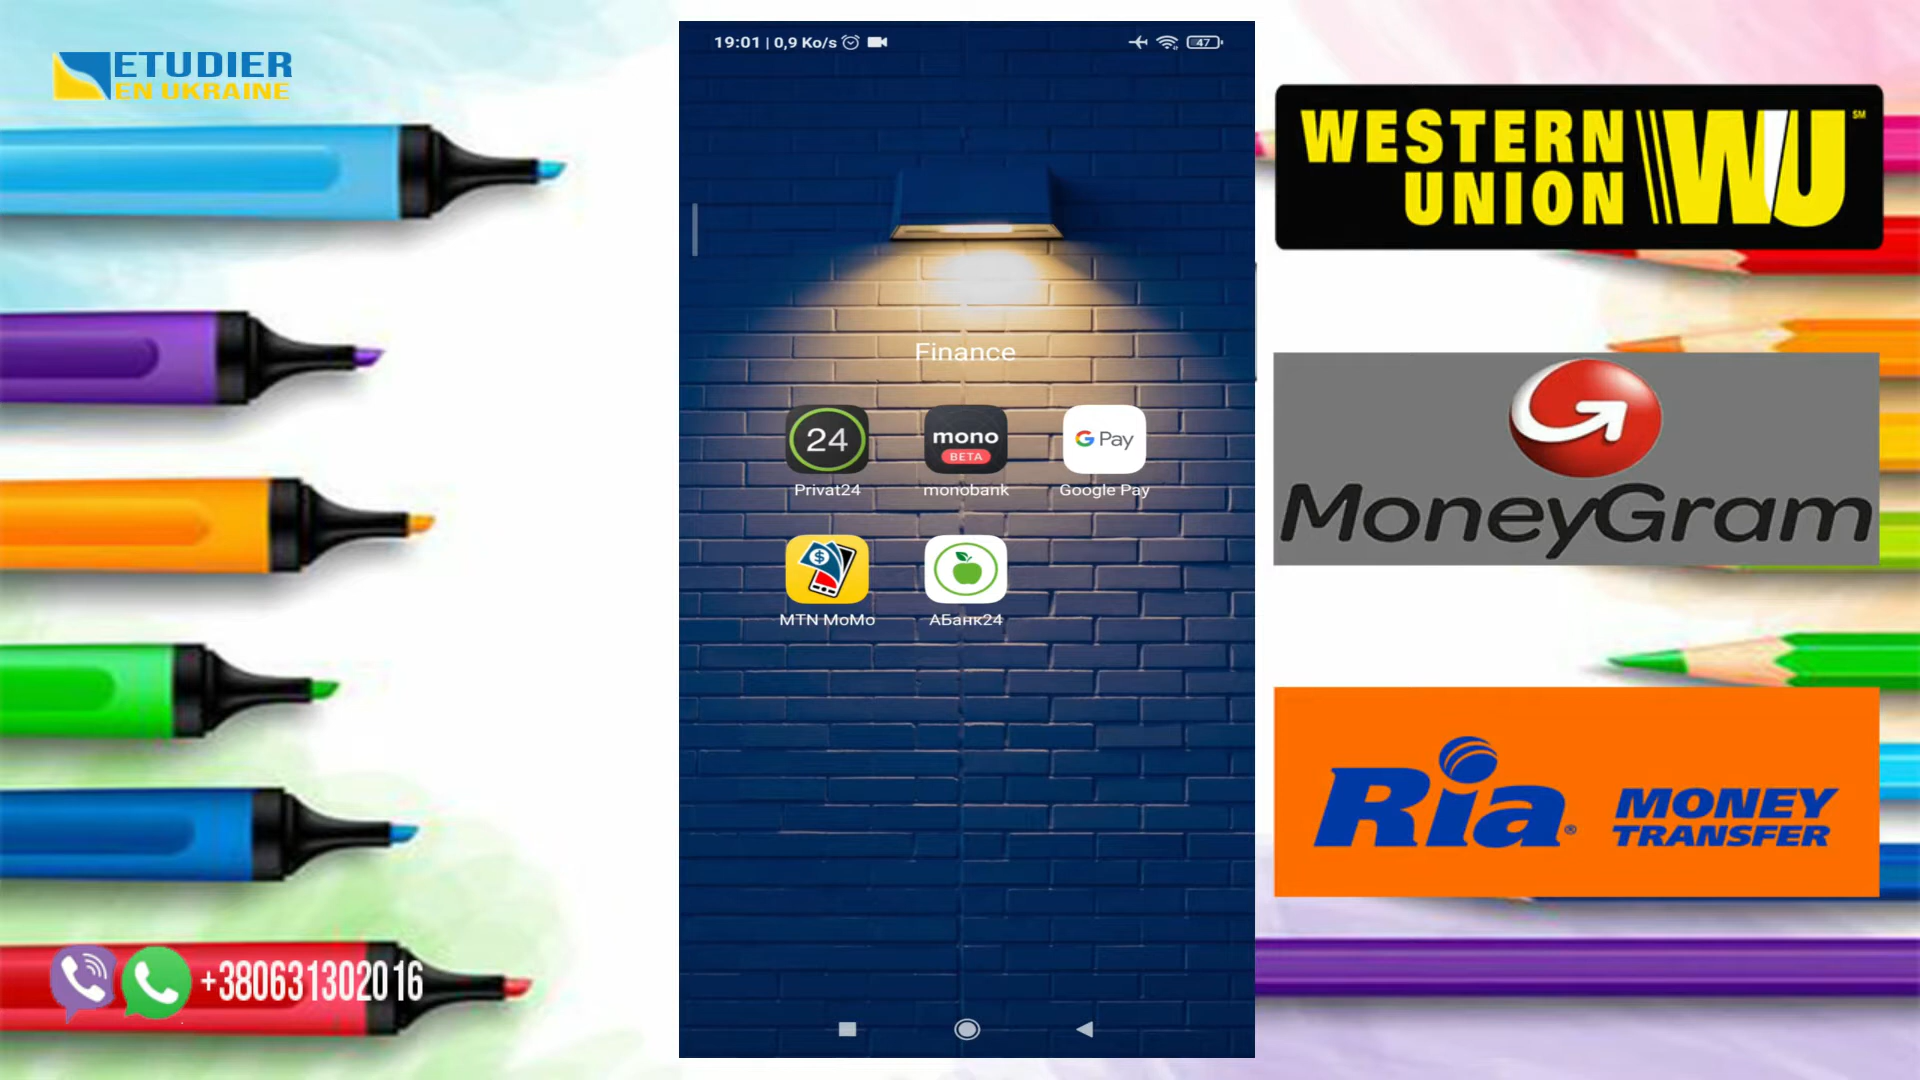 ETUDIER
EN UKRAINE
19:01 | 0,9 Ko/s
47
Finance
24
mono
BETA
G Pay
Privat24
monobank
Google Pay
$
MTN MoMo
АБанк24
WESTERN
UNION
WU
SM
MoneyGram
Ria®
MONEY
TRANSFER
+380631302016